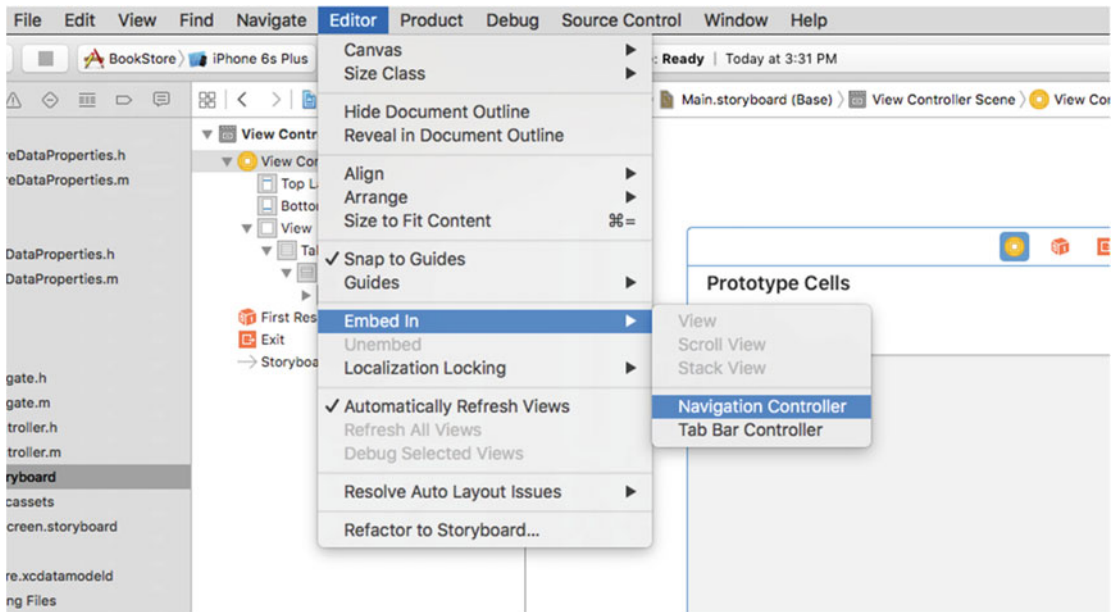 File Edit View Find Navigate Editor Product Debug Source Control Window Help
BookStore iPhone 6s Plus
: Ready | Today at 3:31 PM
Main.storyboard (Base) View Controller Scene View Cor
reDataProperties.h
reDataProperties.m
DataProperties.h
DataProperties.m
gate.h
gate.m
troller.h
troller.m
ryboard
cassets
creen.storyboard
re.xcdatamodeld
ng Files
View Contr
View Cor
Top L
Botto
View
Tal
First Res
Exit
Storyboa
Canvas
Size Class
Hide Document Outline
Reveal in Document Outline
Align
Arrange
Size to Fit Content ⌘=
✓ Snap to Guides
Guides
Embed In
Unembed
Localization Locking
✓ Automatically Refresh Views
Refresh All Views
Debug Selected Views
Resolve Auto Layout Issues
Refactor to Storyboard...
View
Scroll View
Stack View
Navigation Controller
Tab Bar Controller
Prototype Cells